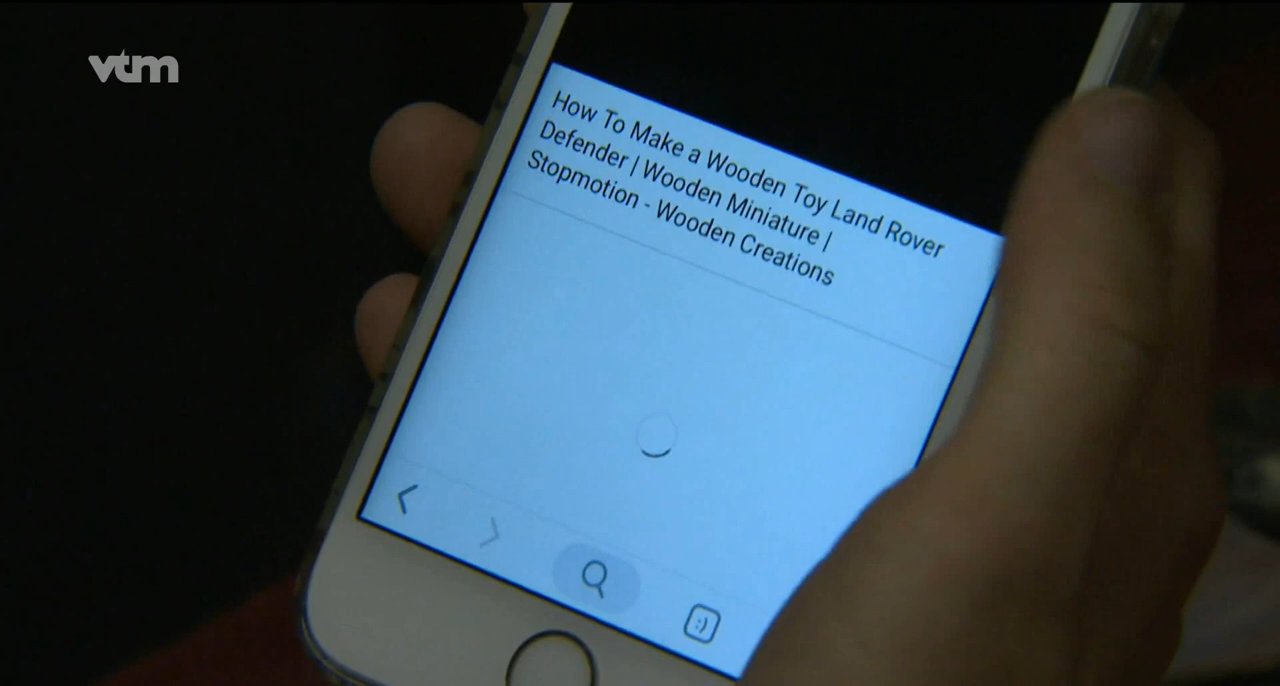 vtm
How To Make a Wooden Toy Land Rover
Defender | Wooden Miniature |
Stopmotion - Wooden Creations
:)